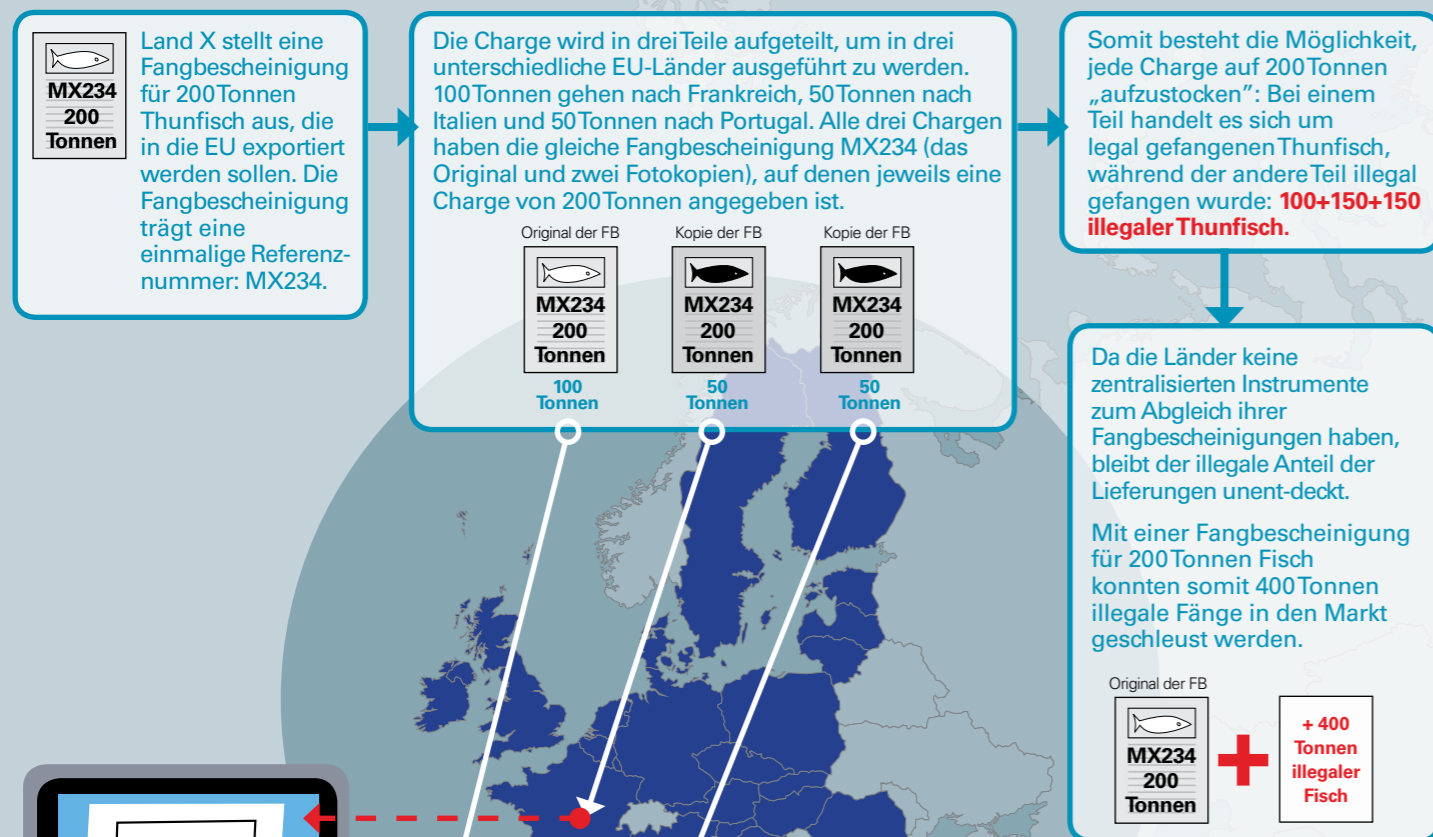 MX234
200
Tonnen
Land X stellt eine
Fangbescheinigung
für 200 Tonnen
Thunfisch aus, die
in die EU exportiert
werden sollen. Die
Fangbescheinigung
trägt eine
einmalige Referenz-
nummer: MX234.
Die Charge wird in drei Teile aufgeteilt, um in drei
unterschiedliche EU-Länder ausgeführt zu werden.
100 Tonnen gehen nach Frankreich, 50 Tonnen nach
Italien und 50 Tonnen nach Portugal. Alle drei Chargen
haben die gleiche Fangbescheinigung MX234 (das
Original und zwei Fotokopien), auf denen jeweils eine
Charge von 200 Tonnen angegeben ist.
Original der FB
MX234
200
Tonnen
100
Tonnen
Kopie der FB
MX234
200
Tonnen
50
Tonnen
Kopie der FB
MX234
200
Tonnen
50
Tonnen
Somit besteht die Möglichkeit,
jede Charge auf 200 Tonnen
„aufzustocken”: Bei einem
Teil handelt es sich um
legal gefangenen Thunfisch,
während der andere Teil illegal
gefangen wurde: 100+150+150
illegaler Thunfisch.
Da die Länder keine
zentralisierten Instrumente
zum Abgleich ihrer
Fangbescheinigungen haben,
bleibt der illegale Anteil der
Lieferungen unent-deckt.
Mit einer Fangbescheinigung
für 200 Tonnen Fisch
konnten somit 400 Tonnen
illegale Fänge in den Markt
geschleust werden.
Original der FB
MX234
200
Tonnen
+
+ 400
Tonnen
illegaler
Fisch